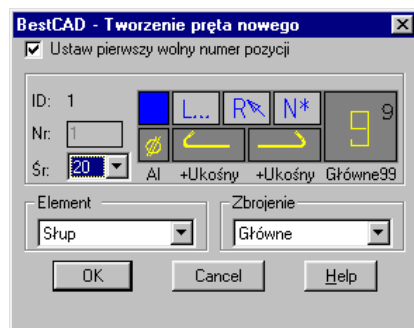 BestCAD - Tworzenie pręta nowego
Ustaw pierwszy wolny numer pozycji
ID: 1
L... R N* 9
Nr: 1
Śr: 20
Al +Ukośny +Ukośny Główne99
Element Zbrojenie
Słup Główne
OK Cancel Help